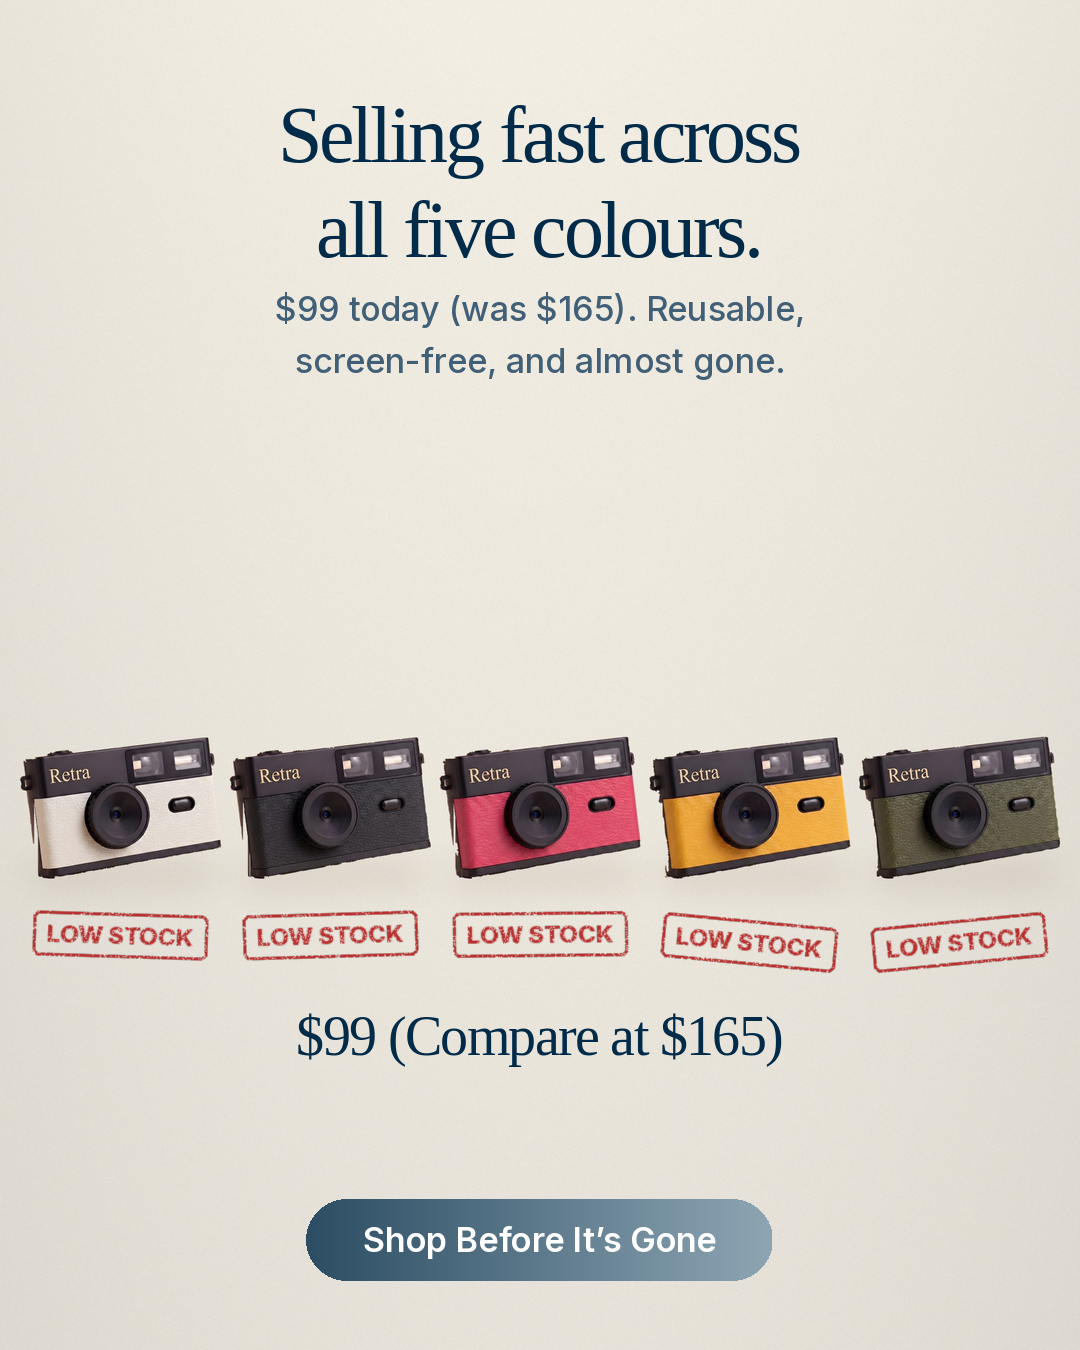 Selling fast across
all five colours.
$99 today (was $165). Reusable,
screen-free, and almost gone.
Retra
Retra
Retra
Retra
Retra
LOW STOCK
LOW STOCK
LOW STOCK
LOW STOCK
LOW STOCK
$99 (Compare at $165)
Shop Before It’s Gone